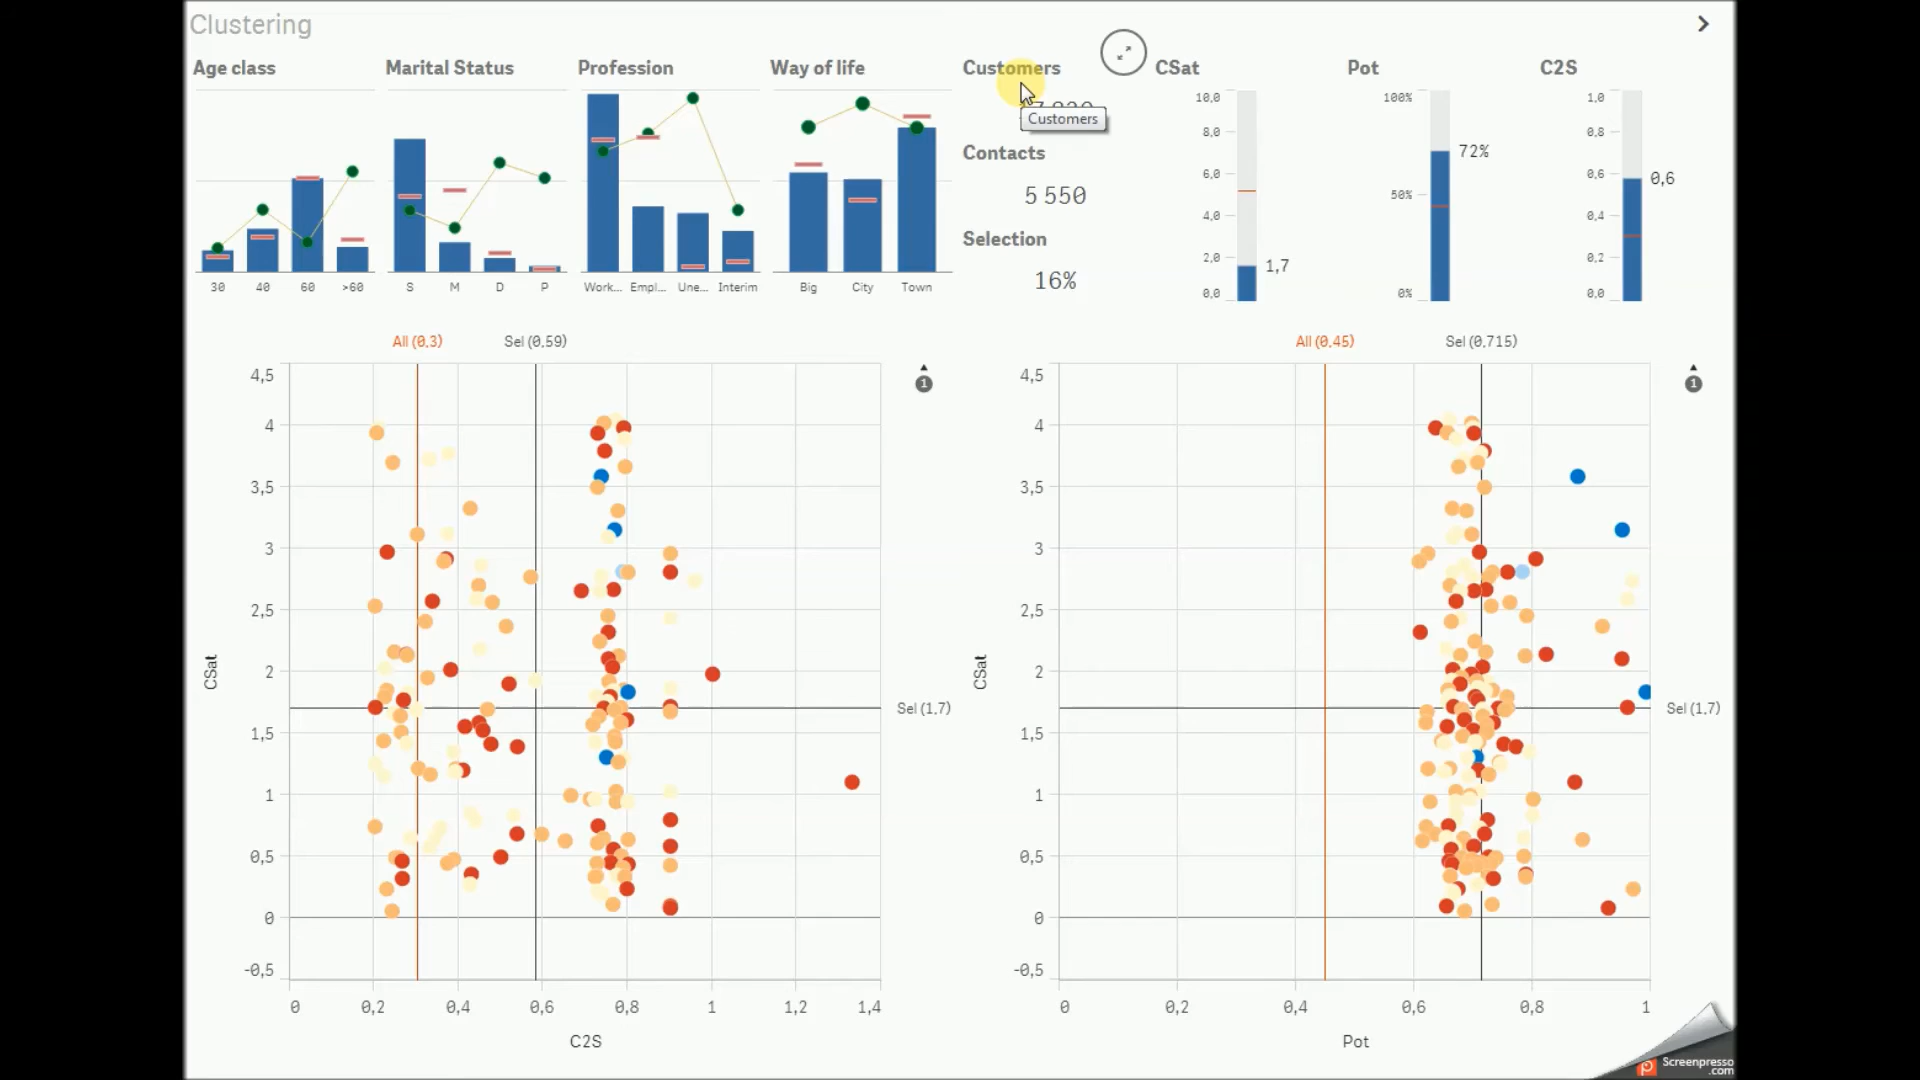 Clustering
Age class
Marital Status
Profession
Way of life
Customers
CSat
Pot
C2S
Customers
Contacts
5 550
Selection
16%
30 40 60 >60
S M D P
Work... Empl... Une... Interim
Big City Town
10,0
8,0
6,0
4,0
2,0
0,0
1,7
100%
50%
0%
72%
1,0
0,8
0,6
0,4
0,2
0,0
0,6
All (0,3)
Sel (0,59)
1
4,5
4
3,5
3
2,5
2
1,5
1
0,5
0
-0,5
CSat
Sel (1,7)
0 0,2 0,4 0,6 0,8 1 1,2 1,4
C2S
All (0,45)
Sel (0,715)
1
4,5
4
3,5
3
2,5
2
1,5
1
0,5
0
-0,5
CSat
Sel (1,7)
0 0,2 0,4 0,6 0,8 1
Pot
Screenpresso
.com